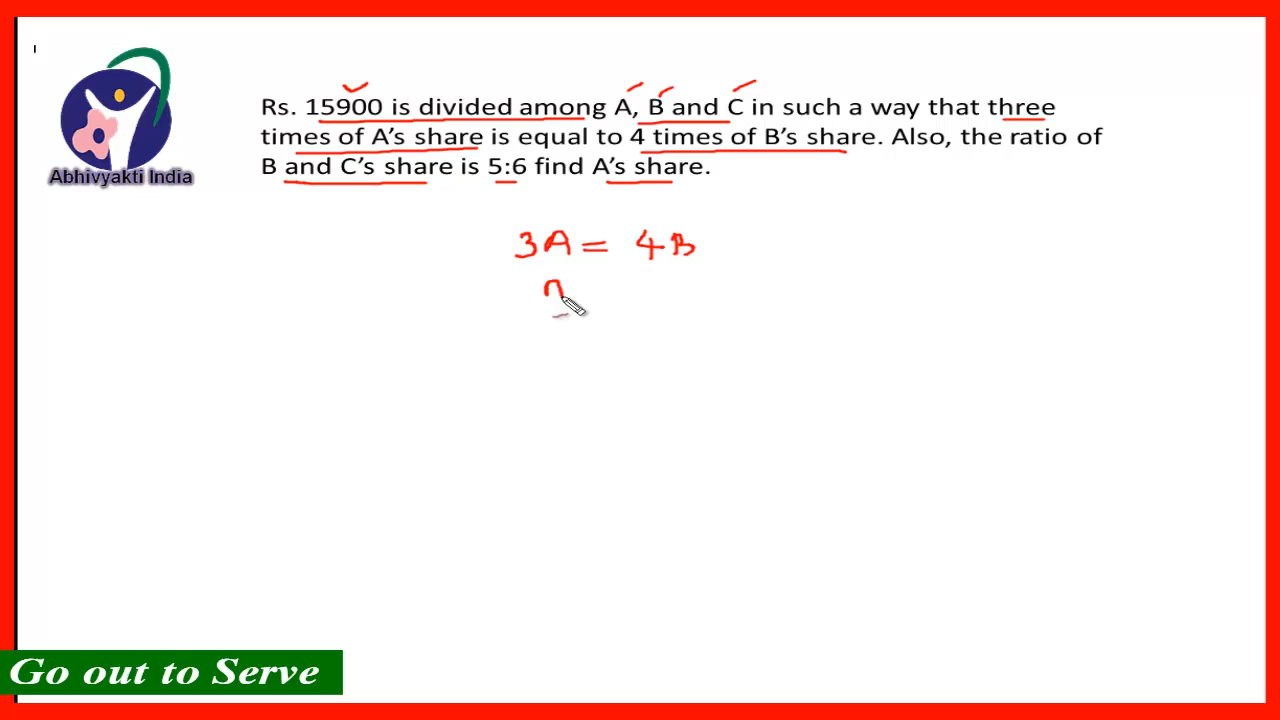 Abhivyakti India
Rs. 15900 is divided among A, B and C in such a way that three
times of A's share is equal to 4 times of B's share. Also, the ratio of
B and C's share is 5:6 find A's share.
3A = 4B
Go out to Serve